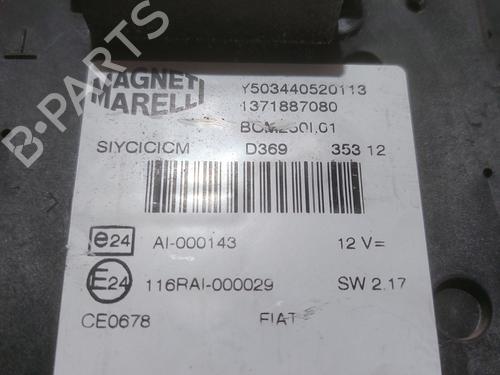 B-PARTS
MAGNETI MARELLI
Y503440520113
1371887080
BCM250I.01
SIYCICICM D369 353 12
e24 AI-000143 12 V=
E24 116RAI-000029 SW 2.17
CE0678 FIAT